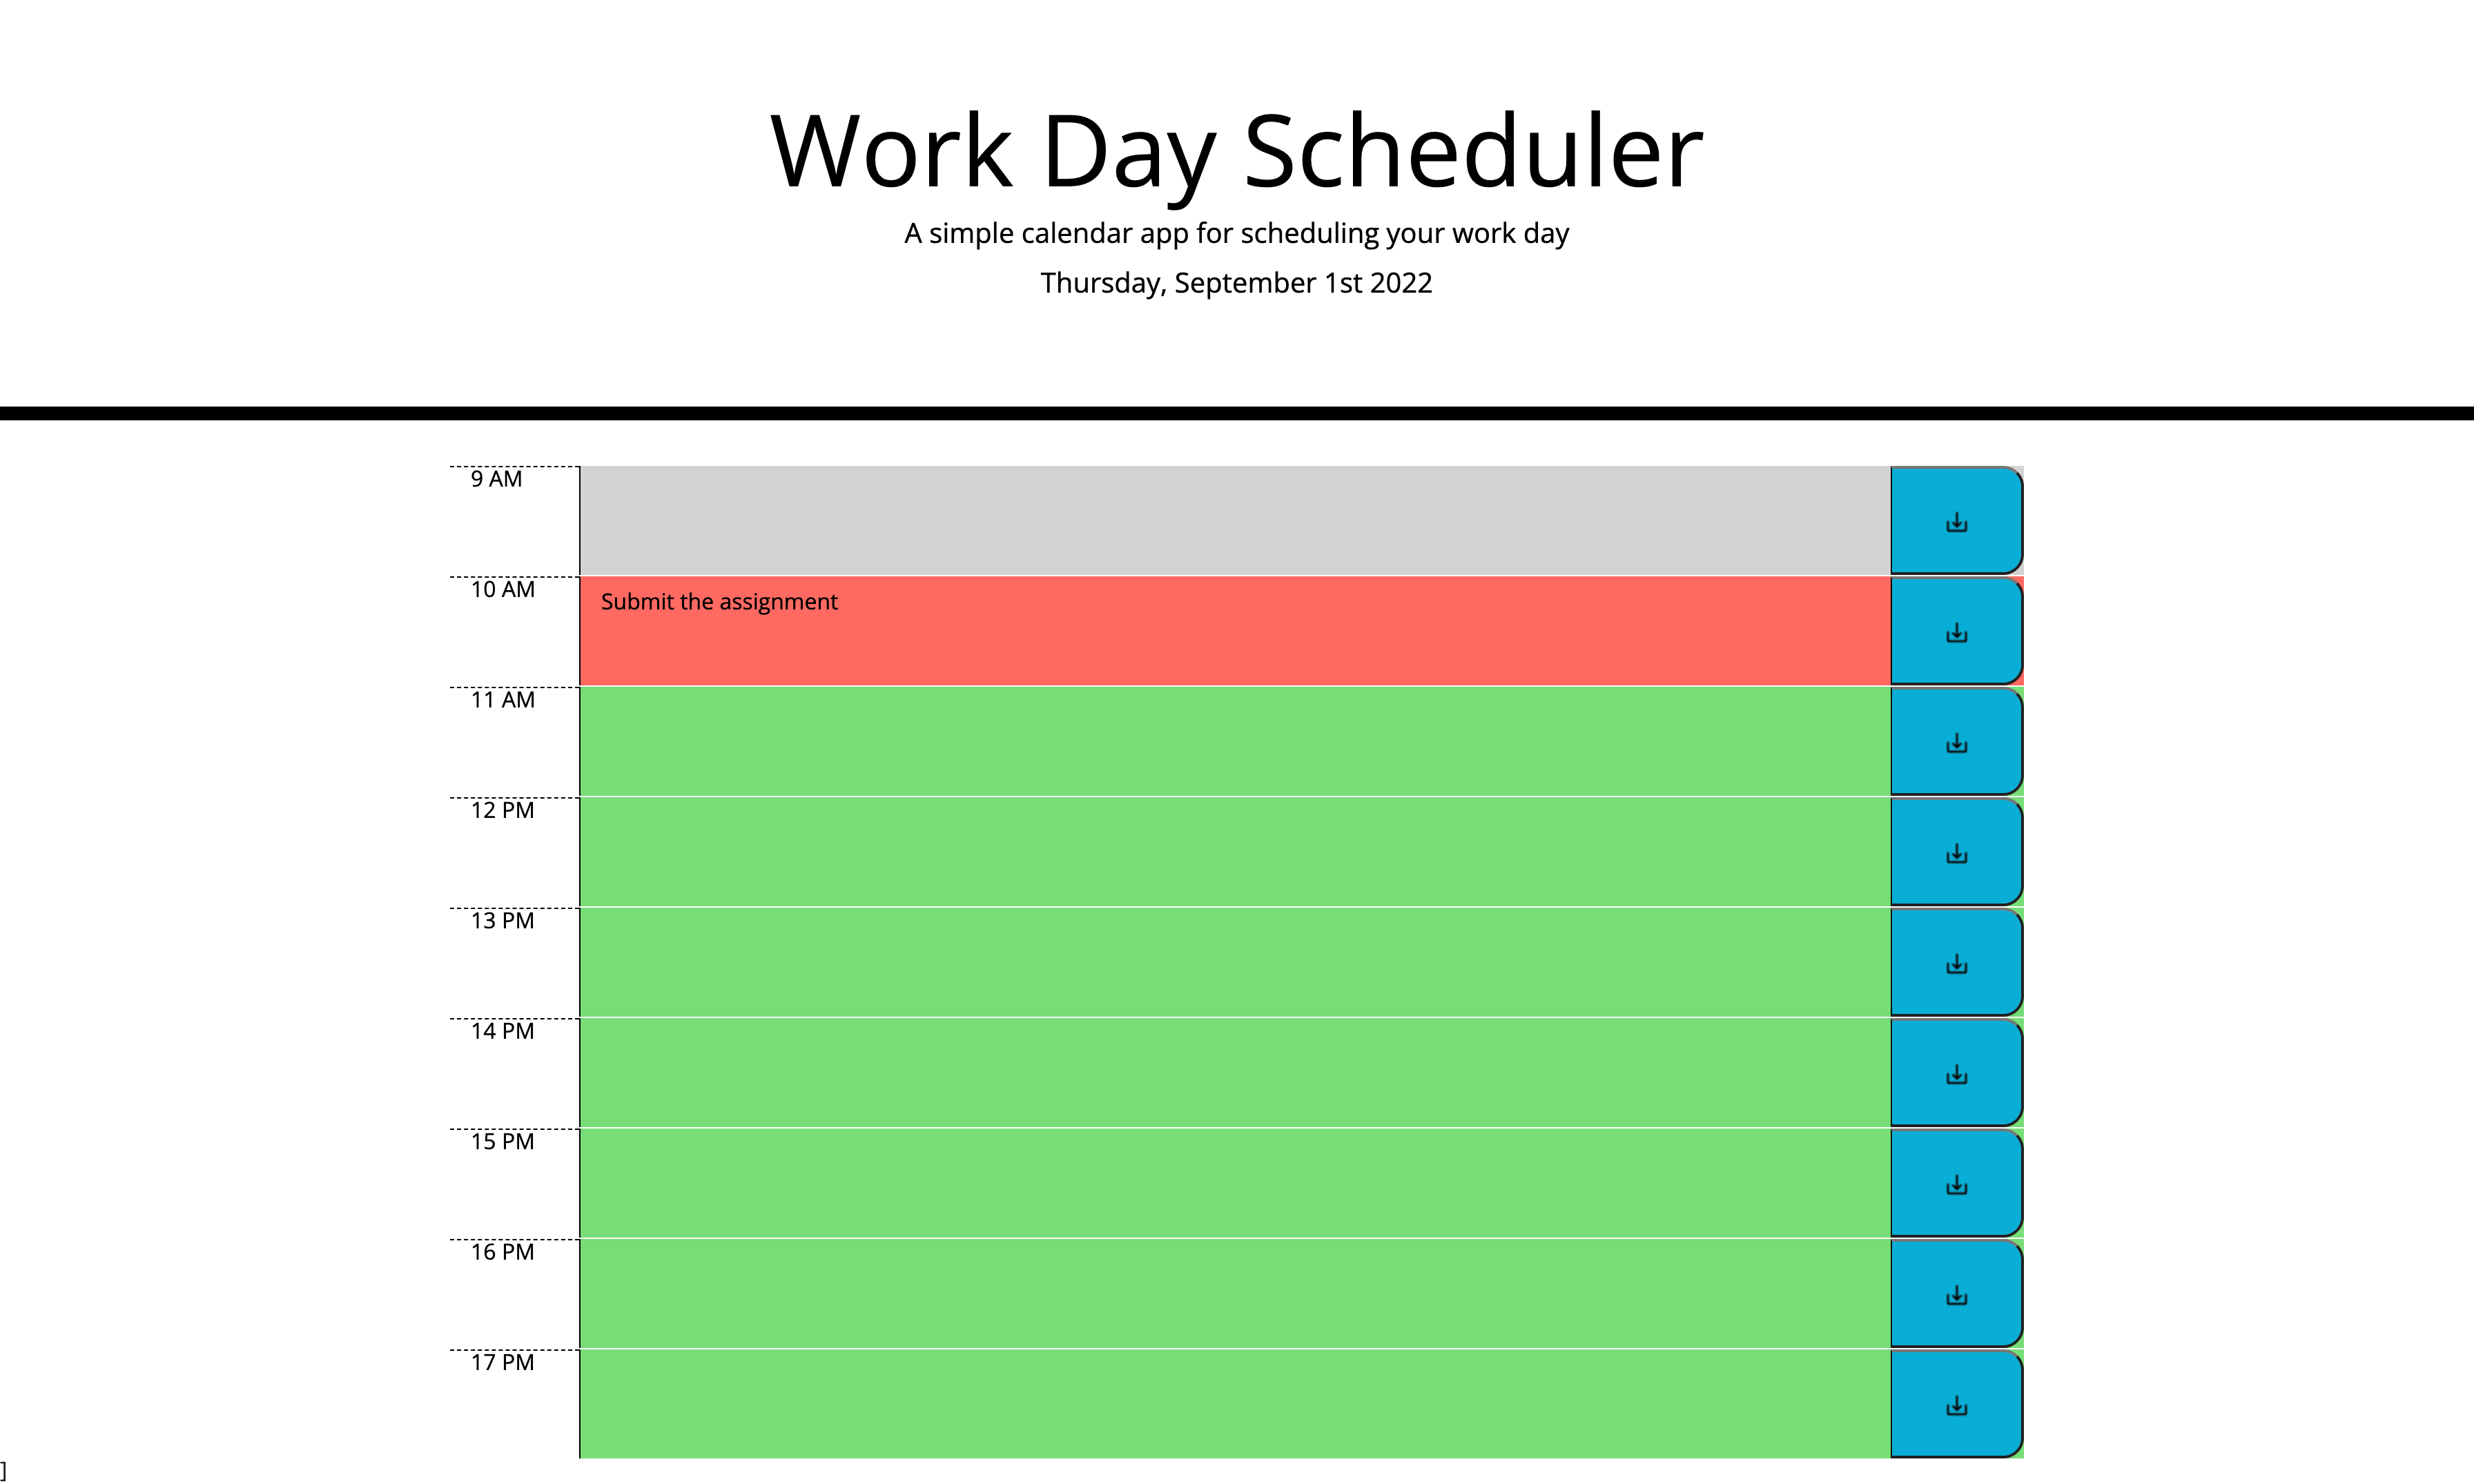 Work Day Scheduler
A simple calendar app for scheduling your work day
Thursday, September 1st 2022
9 AM
10 AM
Submit the assignment
11 AM
12 PM
13 PM
14 PM
15 PM
16 PM
17 PM
]